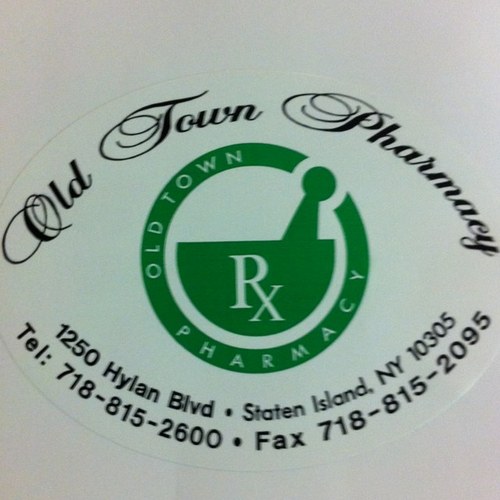 Old Town Pharmacy
OLD TOWN
Rx
PHARMACY
1250 Hylan Blvd • Staten Island, NY 10305
Tel: 718-815-2600 • Fax 718-815-2095